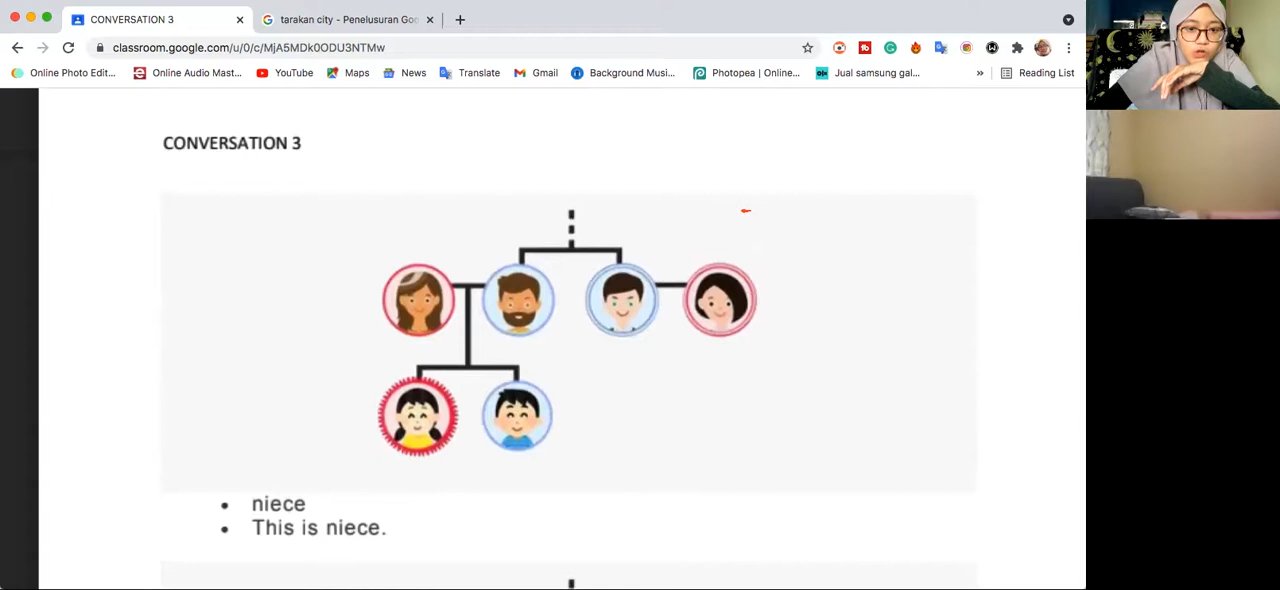 CONVERSATION 3
tarakan city - Penelusuran Goo
classroom.google.com/u/0/c/MjA5MDk0ODU3NTMw
Online Photo Edit... Online Audio Mast... YouTube Maps News Translate Gmail Background Musi... Photopea | Online... Jual samsung gal... » Reading List
CONVERSATION 3
• niece
• This is niece.